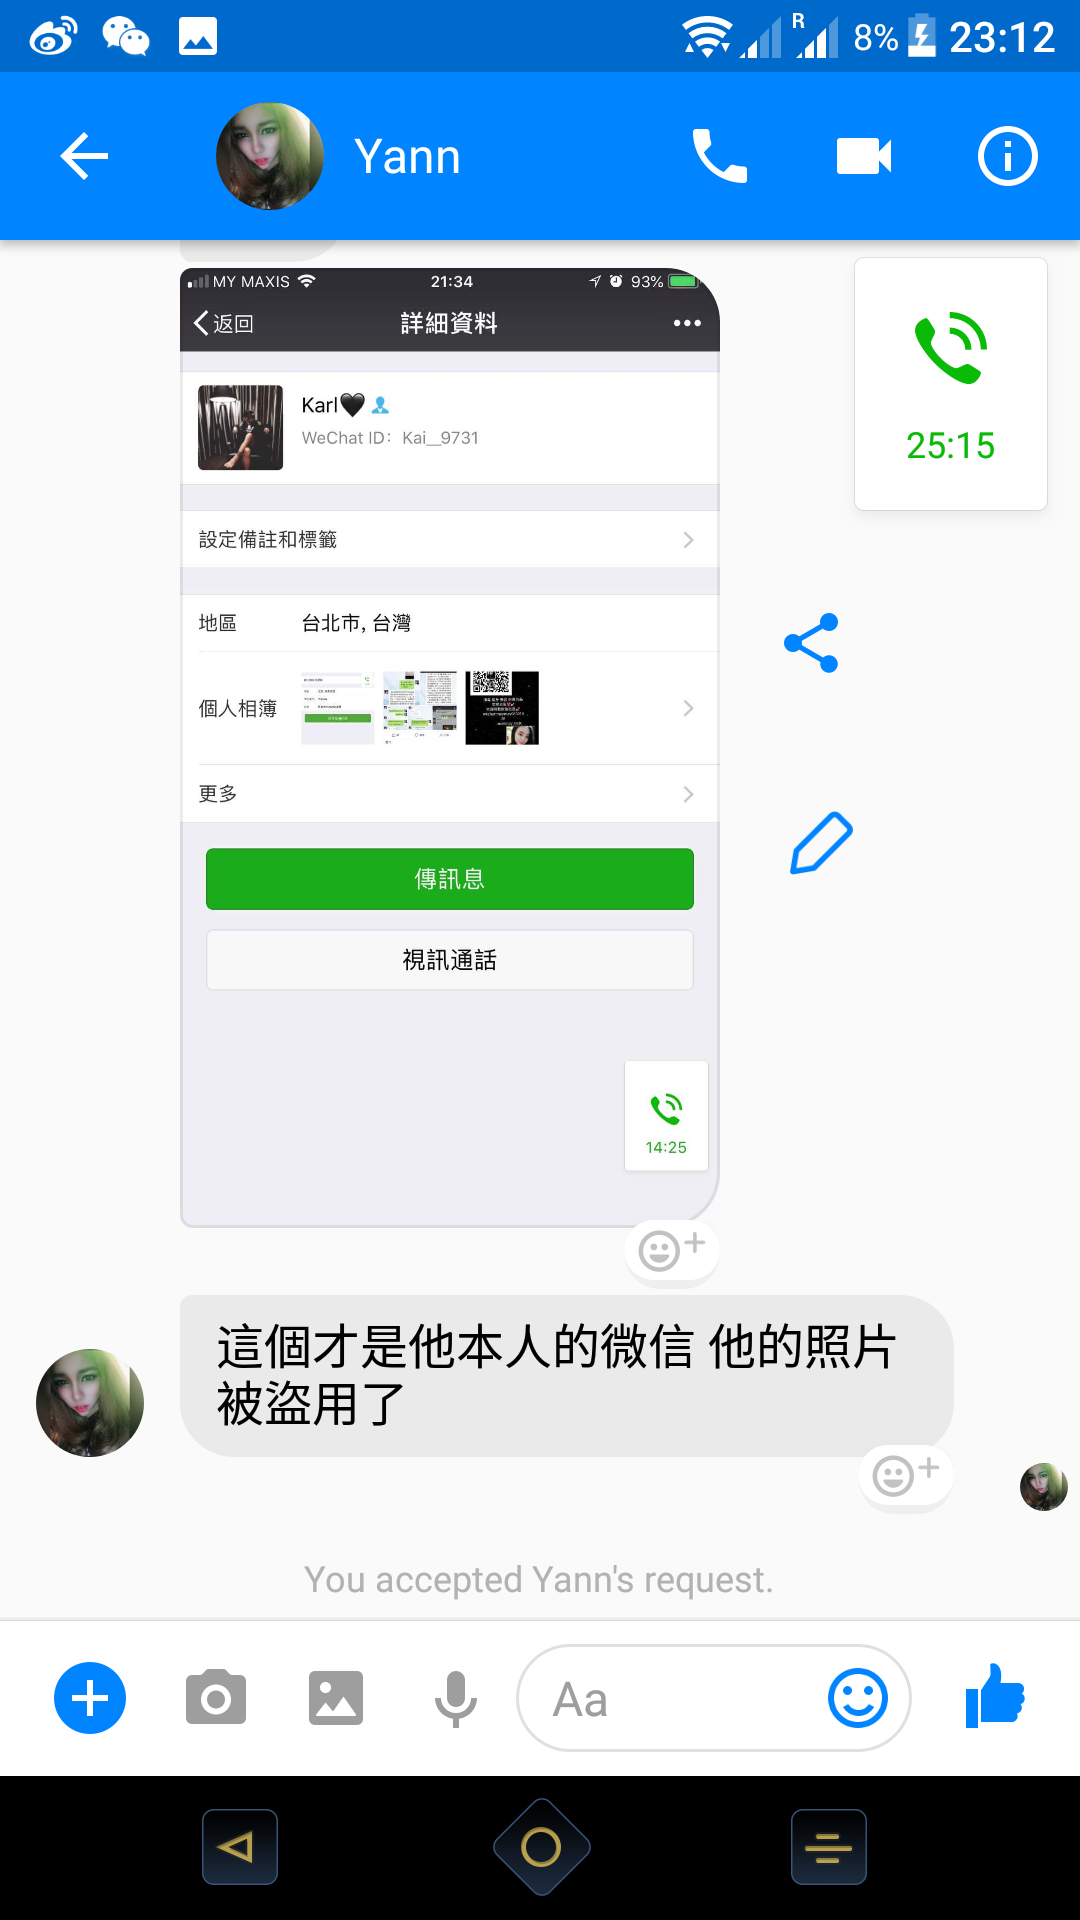 R 8% 23:12
Yann
MY MAXIS 21:34 93%
返回 詳細資料
Karl🖤
WeChat ID: Kai__9731
25:15
設定備註和標籤
地區 台北市, 台灣
個人相簿
更多
傳訊息
視訊通話
14:25
這個才是他本人的微信 他的照片
被盜用了
You accepted Yann's request.
Aa